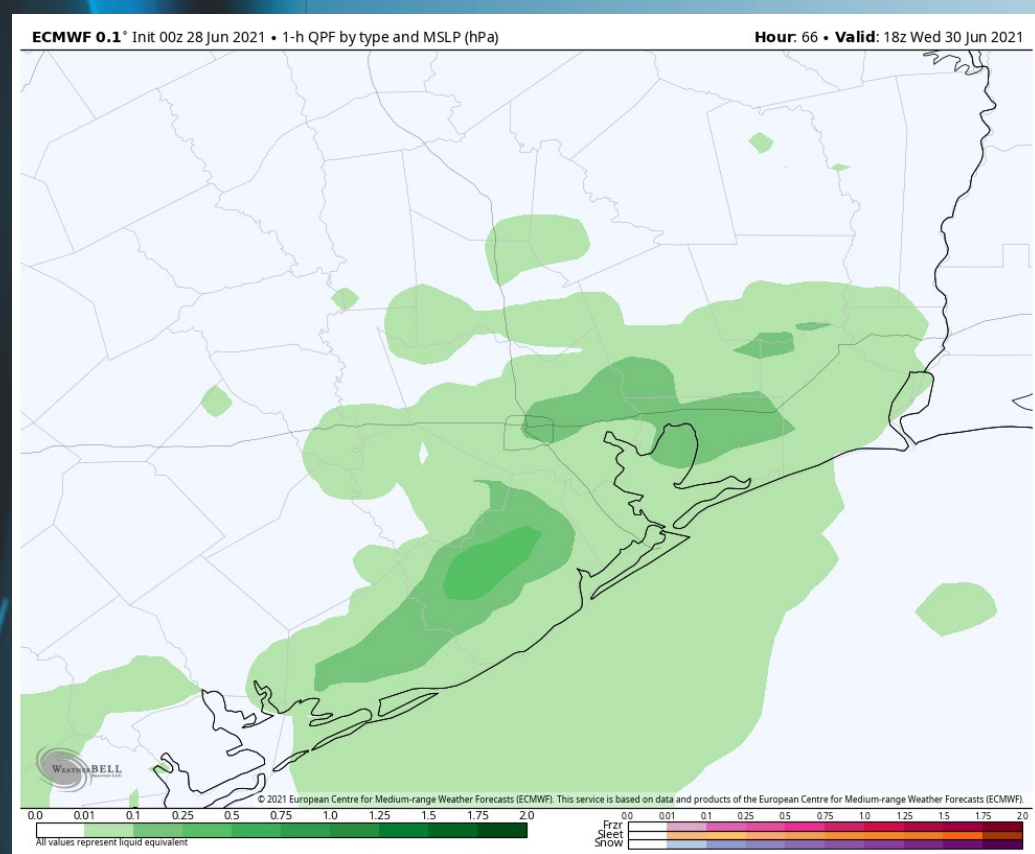 ECMWF 0.1° Init 00z 28 Jun 2021 • 1-h QPF by type and MSLP (hPa)
Hour: 66 • Valid: 18z Wed 30 Jun 2021
WEATHERBELL
© 2021 European Centre for Medium-range Weather Forecasts (ECMWF). This service is based on data and products of the European Centre for Medium-range Weather Forecasts (ECMWF).
0.0 0.01 0.1 0.25 0.5 0.75 1.0 1.25 1.5 1.75 2.0
All values represent liquid equivalent
0.0 0.01 0.1 0.25 0.5 0.75 1.0 1.25 1.5 1.75 2.0
Frzr
Sleet
Snow